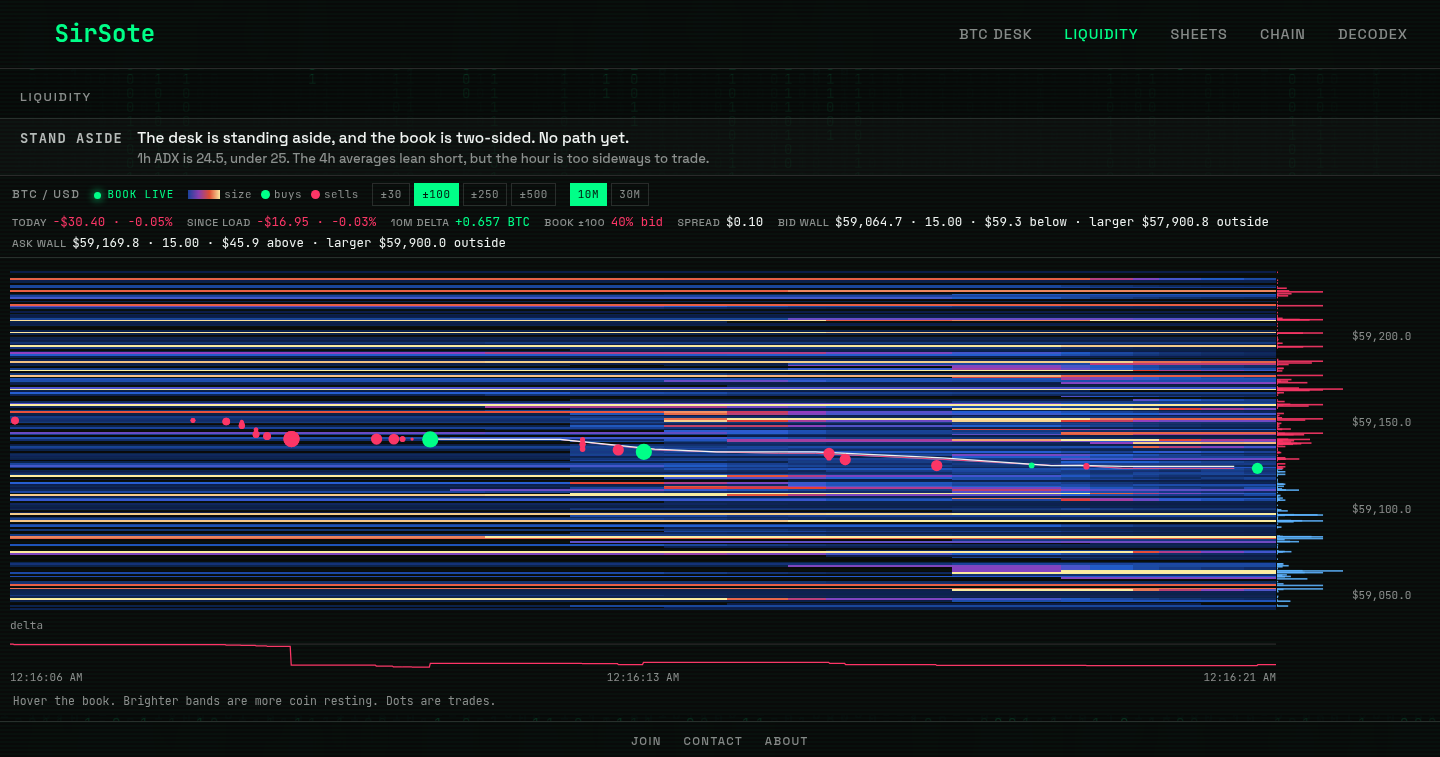 SirSote
BTC DESK LIQUIDITY SHEETS CHAIN DECODEX
LIQUIDITY
STAND ASIDE The desk is standing aside, and the book is two-sided. No path yet.
1h ADX is 24.5, under 25. The 4h averages lean short, but the hour is too sideways to trade.
BTC / USD BOOK LIVE size buys sells ±30 ±100 ±250 ±500 10M 30M
TODAY -$30.40 · -0.05% SINCE LOAD -$16.95 · -0.03% 10M DELTA +0.657 BTC BOOK ±100 40% bid SPREAD $0.10 BID WALL $59,064.7 · 15.00 · $59.3 below · larger $57,900.8 outside
ASK WALL $59,169.8 · 15.00 · $45.9 above · larger $59,900.0 outside
$59,200.0
$59,150.0
$59,100.0
$59,050.0
delta
12:16:06 AM 12:16:13 AM 12:16:21 AM
Hover the book. Brighter bands are more coin resting. Dots are trades.
JOIN CONTACT ABOUT